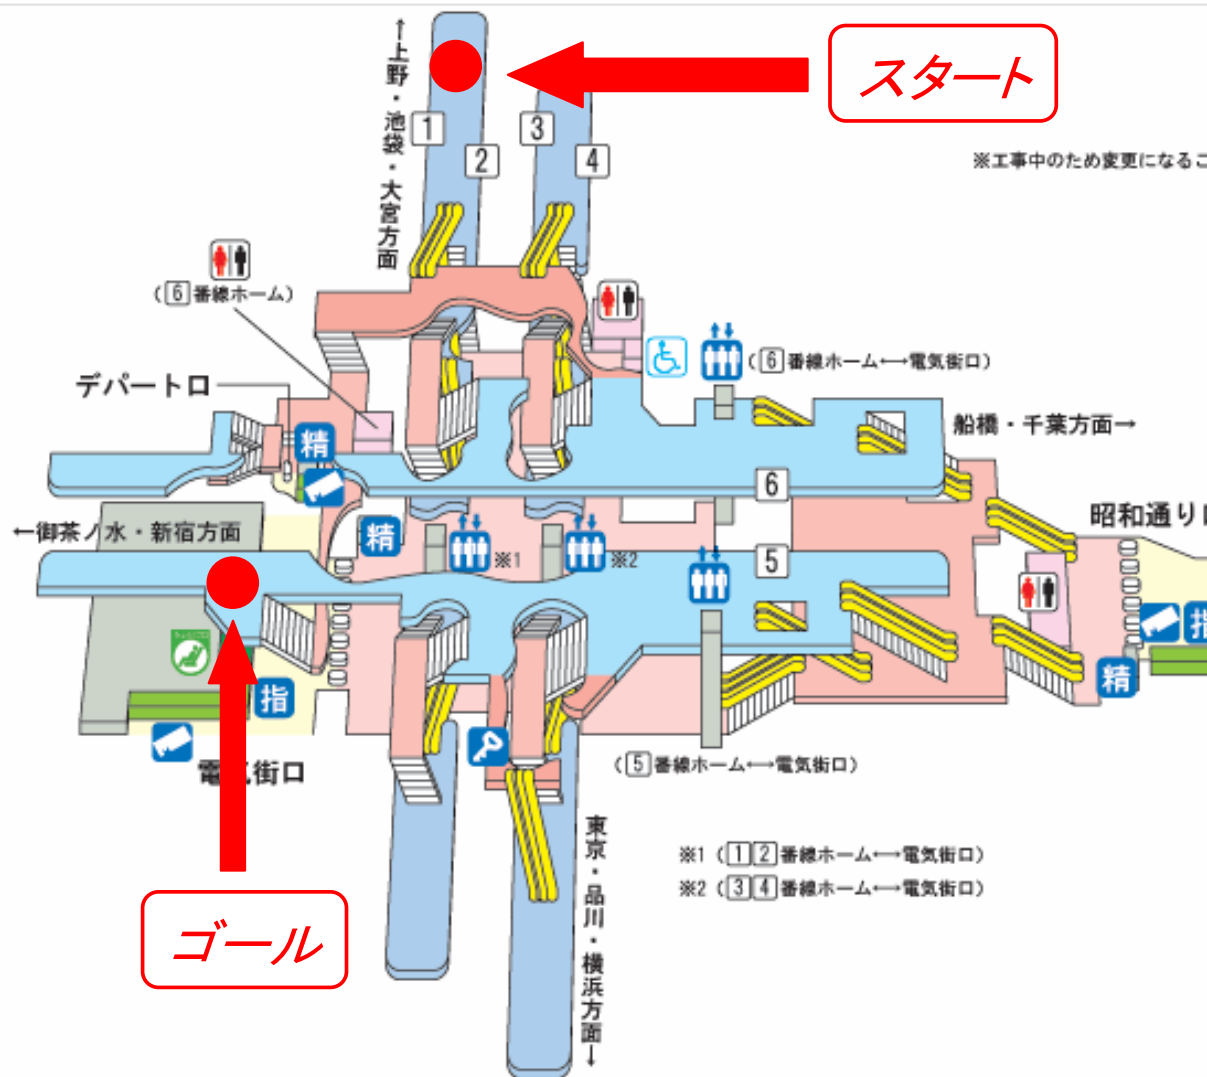 スタート
↑上野・池袋・大宮方面
1
2
3
4
※工事中のため変更になるこ
(6番線ホーム)
(6番線ホーム⟷電気街口)
デパート口
船橋・千葉方面→
精
6
昭和通り口
←御茶ノ水・新宿方面
精
※1
※2
5
指
精
指
(5番線ホーム⟷電気街口)
電気街口
東京・品川・横浜方面↓
※1 (12番線ホーム⟷電気街口)
※2 (34番線ホーム⟷電気街口)
ゴール